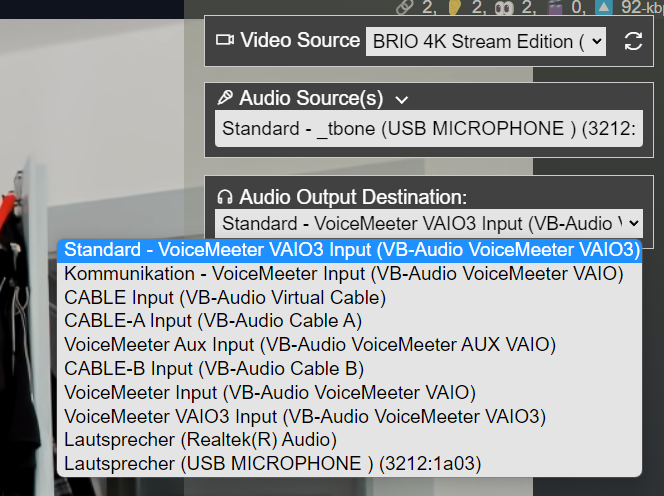 2, 2, 2, 0, 92-kbp
Video Source
BRIO 4K Stream Edition (
Audio Source(s)
Standard - _tbone (USB MICROPHONE ) (3212:
Audio Output Destination:
Standard - VoiceMeeter VAIO3 Input (VB-Audio V
Standard - VoiceMeeter VAIO3 Input (VB-Audio VoiceMeeter VAIO3)
Kommunikation - VoiceMeeter Input (VB-Audio VoiceMeeter VAIO)
CABLE Input (VB-Audio Virtual Cable)
CABLE-A Input (VB-Audio Cable A)
VoiceMeeter Aux Input (VB-Audio VoiceMeeter AUX VAIO)
CABLE-B Input (VB-Audio Cable B)
VoiceMeeter Input (VB-Audio VoiceMeeter VAIO)
VoiceMeeter VAIO3 Input (VB-Audio VoiceMeeter VAIO3)
Lautsprecher (Realtek(R) Audio)
Lautsprecher (USB MICROPHONE ) (3212:1a03)